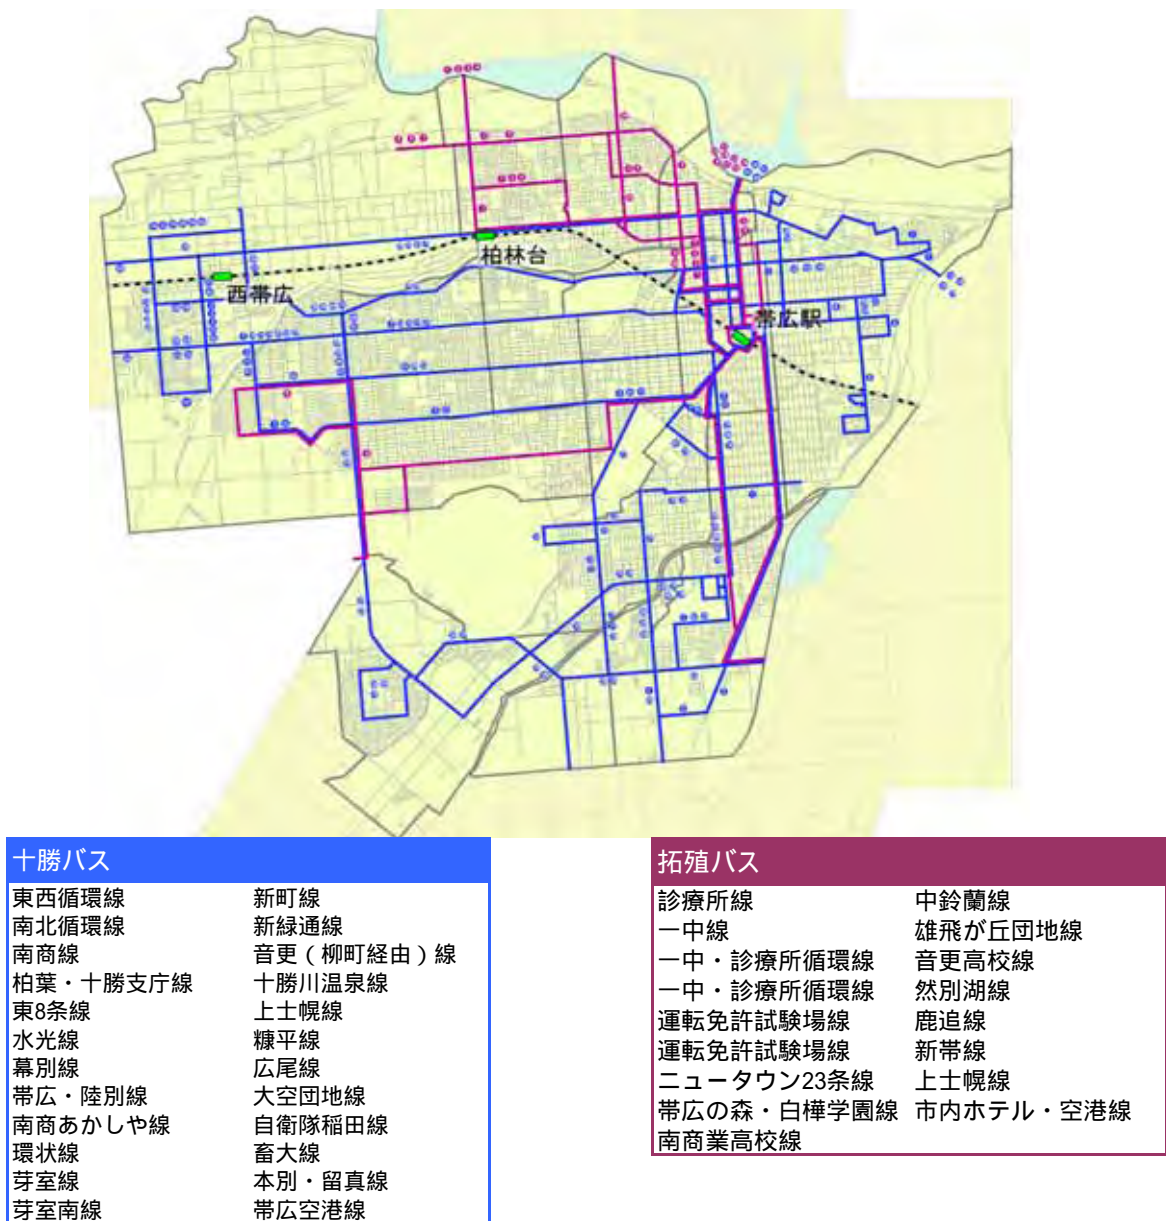 柏林台
西帯広
帯広駅
十勝バス
東西循環線 新町線
南北循環線 新緑通線
南商線 音更(柳町経由)線
柏葉・十勝支庁線 十勝川温泉線
東8条線 上士幌線
水光線 糠平線
幕別線 広尾線
帯広・陸別線 大空団地線
南商あかしや線 自衛隊稲田線
環状線 畜大線
芽室線 本別・留真線
芽室南線 帯広空港線
拓殖バス
診療所線 中鈴蘭線
一中線 雄飛が丘団地線
一中・診療所循環線 音更高校線
一中・診療所循環線 然別湖線
運転免許試験場線 鹿追線
運転免許試験場線 新帯線
ニュータウン23条線 上士幌線
帯広の森・白樺学園線 市内ホテル・空港線
南商業高校線